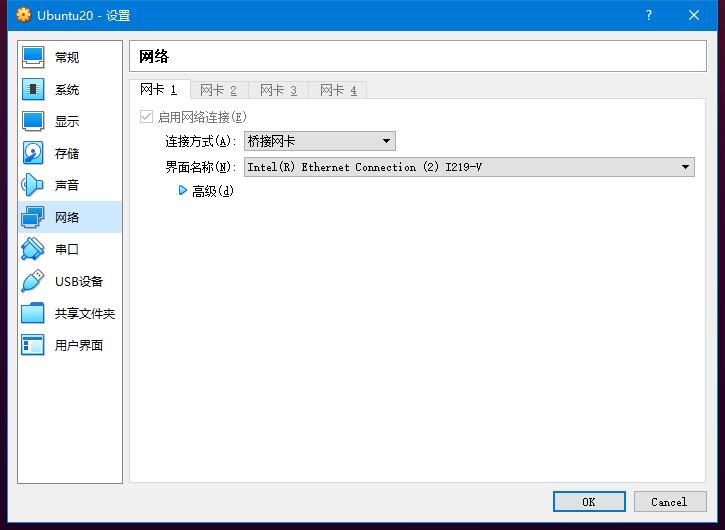 Ubuntu20 - 设置
?
常规
系统
显示
存储
声音
网络
串口
USB设备
共享文件夹
用户界面
网络
网卡 1 网卡 2 网卡 3 网卡 4
启用网络连接(E)
连接方式(A): 桥接网卡
界面名称(N): Intel(R) Ethernet Connection (2) I219-V
高级(d)
OK Cancel